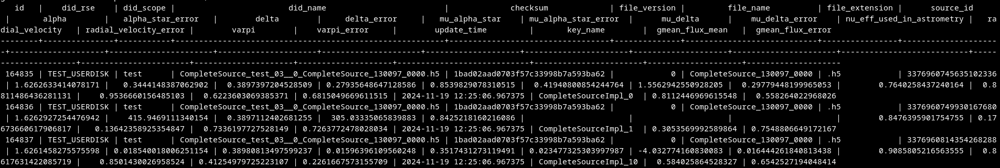 id | did_rse | did_scope | did_name | checksum | file_version | file_name | file_extension | source_id
| alpha | alpha_star_error | delta | delta_error | mu_alpha_star | mu_alpha_star_error | mu_delta | mu_delta_error | nu_eff_used_in_astrometry | ra
dial_velocity | radial_velocity_error | varpi | varpi_error | update_time | key_name | gmean_flux_mean | gmean_flux_error
--------+--------------+-----------+------------------------------------------------------+----------------------------------+--------------+----------------------------+----------------+--------------------
-+--------------------+----------------------+---------------------+---------------------+--------------------+----------------------+--------------------+----------------------+---------------------------+-----
----------------+-----------------------+---------------------+--------------------+----------------------------+-----------------------+--------------------+--------------------
164835 | TEST_USERDISK | test | CompleteSource_test_03__0_CompleteSource_130097_0000.h5 | 1bad02aad0703f57c33998b7a593ba62 | 0 | CompleteSource_130097_0000 | .h5 | 3376960745635102336
| 1.6262633414078171 | 0.3444148387062902 | 0.3897397204528509 | 0.27935648647128586 | 0.8539829078310515 | 0.41940800854244764 | 1.5562942550928205 | 0.29779448199965053 | 0.7640258437240164 | 0.8
811486436281131 | 0.9536660156485103 | 0.6223603069385371 | 0.6815049669611515 | 2024-11-19 12:25:06.967375 | CompleteSourceImpl_0 | 0.8112446969615548 | 0.558264022968026
164836 | TEST_USERDISK | test | CompleteSource_test_03__0_CompleteSource_130097_0000.h5 | 1bad02aad0703f57c33998b7a593ba62 | 0 | CompleteSource_130097_0000 | .h5 | 3376960749930167680
| 1.6262927254476942 | 415.9469111340154 | 0.3897112402681255 | 305.03335065839883 | 0.8425218160216086 | | | | 0.8476395901754755 | 0.17
673660617906817 | 0.13642358925354847 | 0.7336197727528149 | 0.7263772478028034 | 2024-11-19 12:25:06.967375 | CompleteSourceImpl_1 | 0.3053569992589864 | 0.7548806649172167
164837 | TEST_USERDISK | test | CompleteSource_test_03__0_CompleteSource_130097_0000.h5 | 1bad02aad0703f57c33998b7a593ba62 | 0 | CompleteSource_130097_0000 | .h5 | 3376960814354268288
| 1.6261458275575598 | 0.018540018006251154 | 0.38980813497599237 | 0.01596396109560248 | 0.3517431273119491 | 0.023477325303997987 | -4.032774160830083 | 0.016444261840813438 | 0.9085805216563555 | 0.8
617631422085719 | 0.8501430026958524 | 0.41254979725223107 | 0.2261667573155709 | 2024-11-19 12:25:06.967375 | CompleteSourceImpl_10 | 0.584025864528327 | 0.6542527194048414